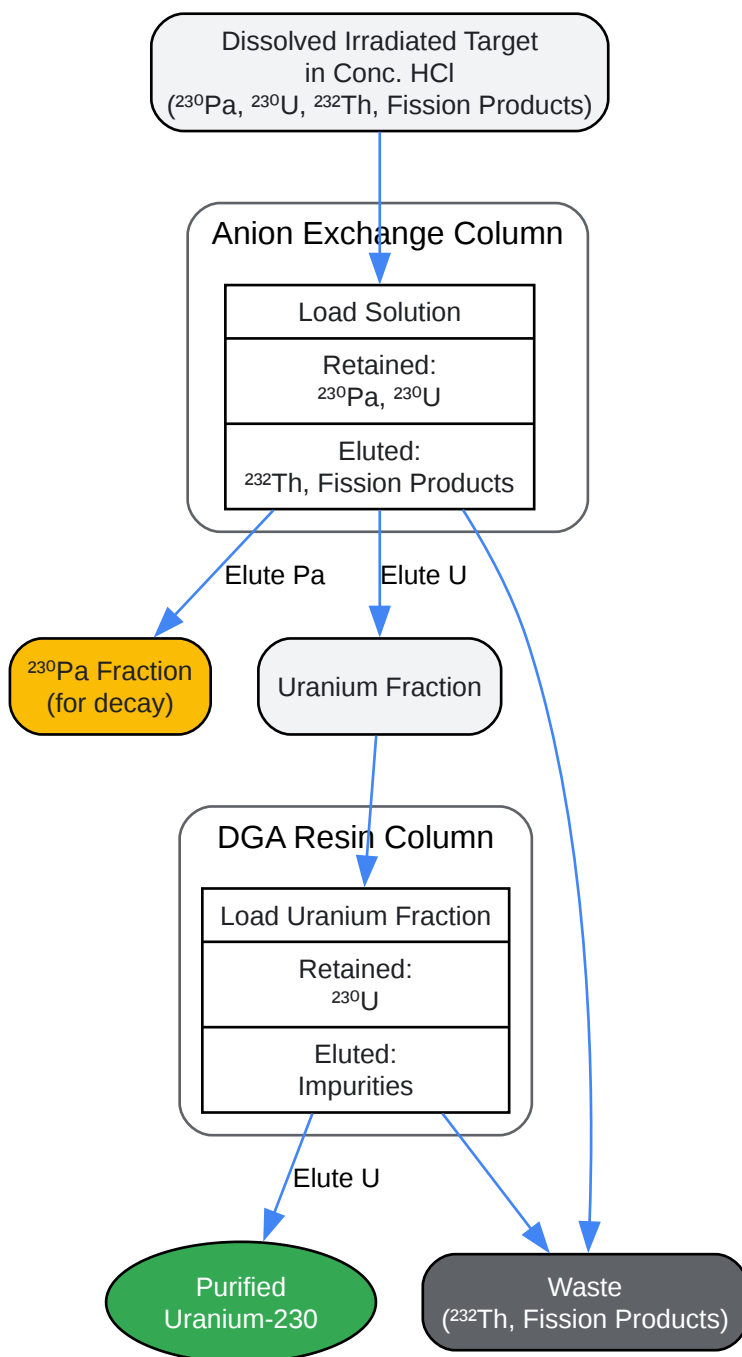 Dissolved Irradiated Target
in Conc. HCl
(²³⁰Pa, ²³⁰U, ²³²Th, Fission Products)
Anion Exchange Column
Load Solution
Retained:
²³⁰Pa, ²³⁰U
Eluted:
²³²Th, Fission Products
Elute Pa
Elute U
²³⁰Pa Fraction
(for decay)
Uranium Fraction
DGA Resin Column
Load Uranium Fraction
Retained:
²³⁰U
Eluted:
Impurities
Elute U
Purified
Uranium-230
Waste
(²³²Th, Fission Products)